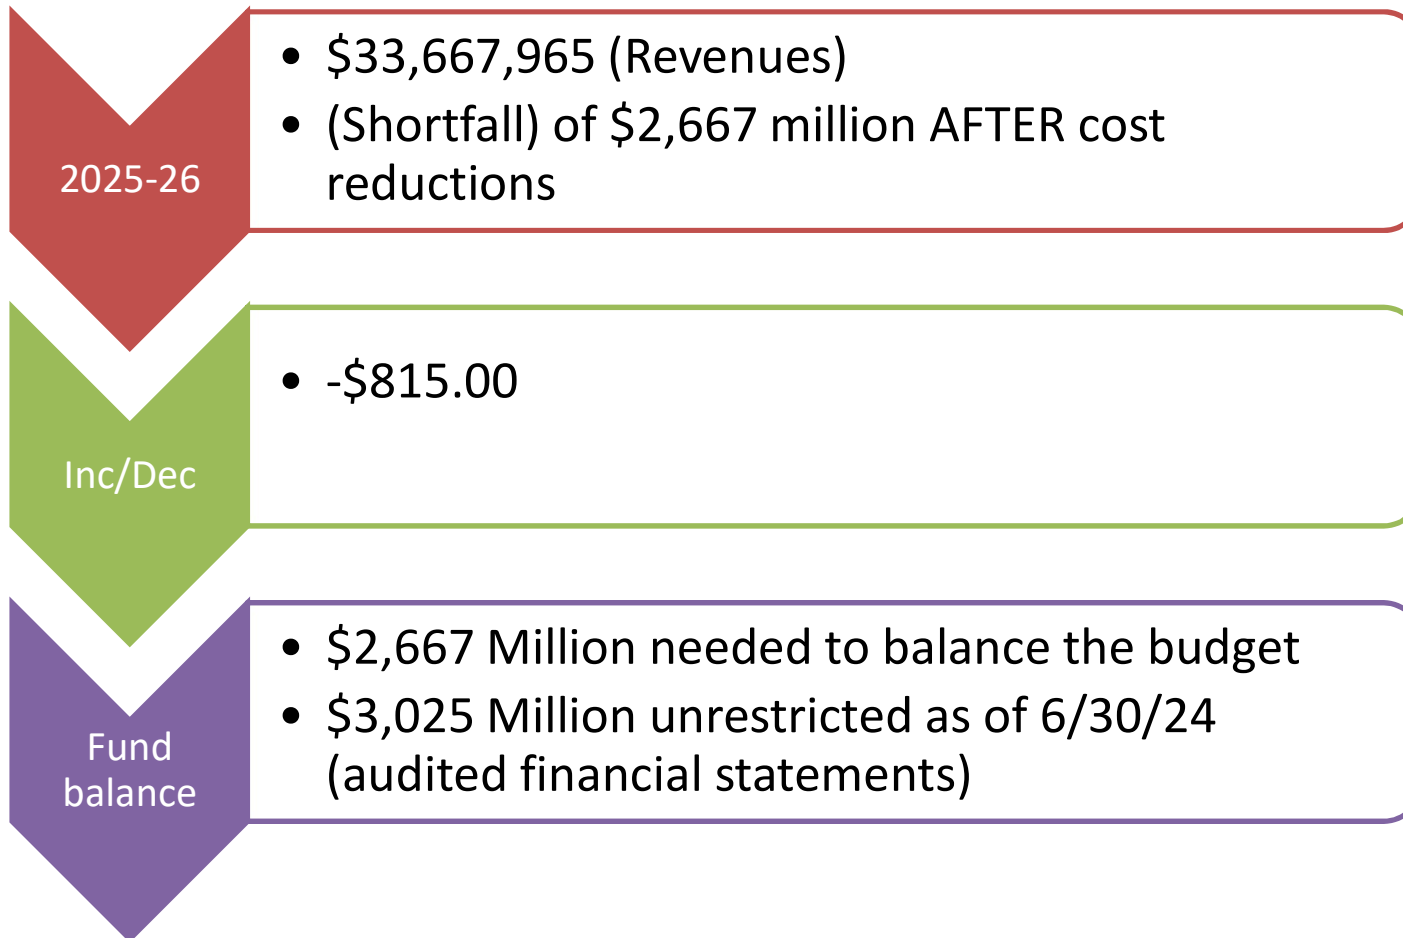 2025-26
• $33,667,965 (Revenues)
• (Shortfall) of $2,667 million AFTER cost
reductions
Inc/Dec
• -$815.00
Fund
balance
• $2,667 Million needed to balance the budget
• $3,025 Million unrestricted as of 6/30/24
(audited financial statements)